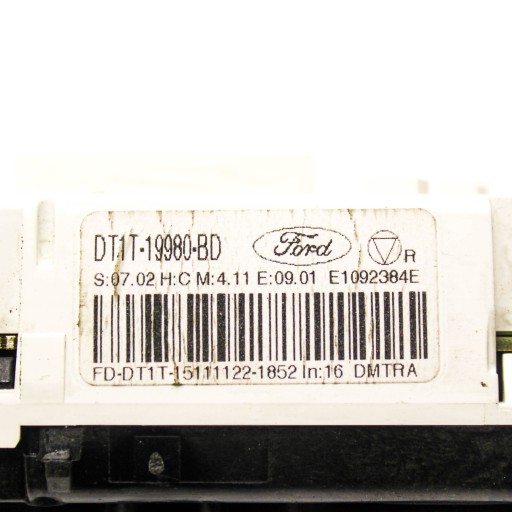 DT1T-19980-BD Ford R
S:07.02 H:C M:4.11 E:09.01 E1092384E
FD-DT1T-15111122-1852 In:16 DMTRA